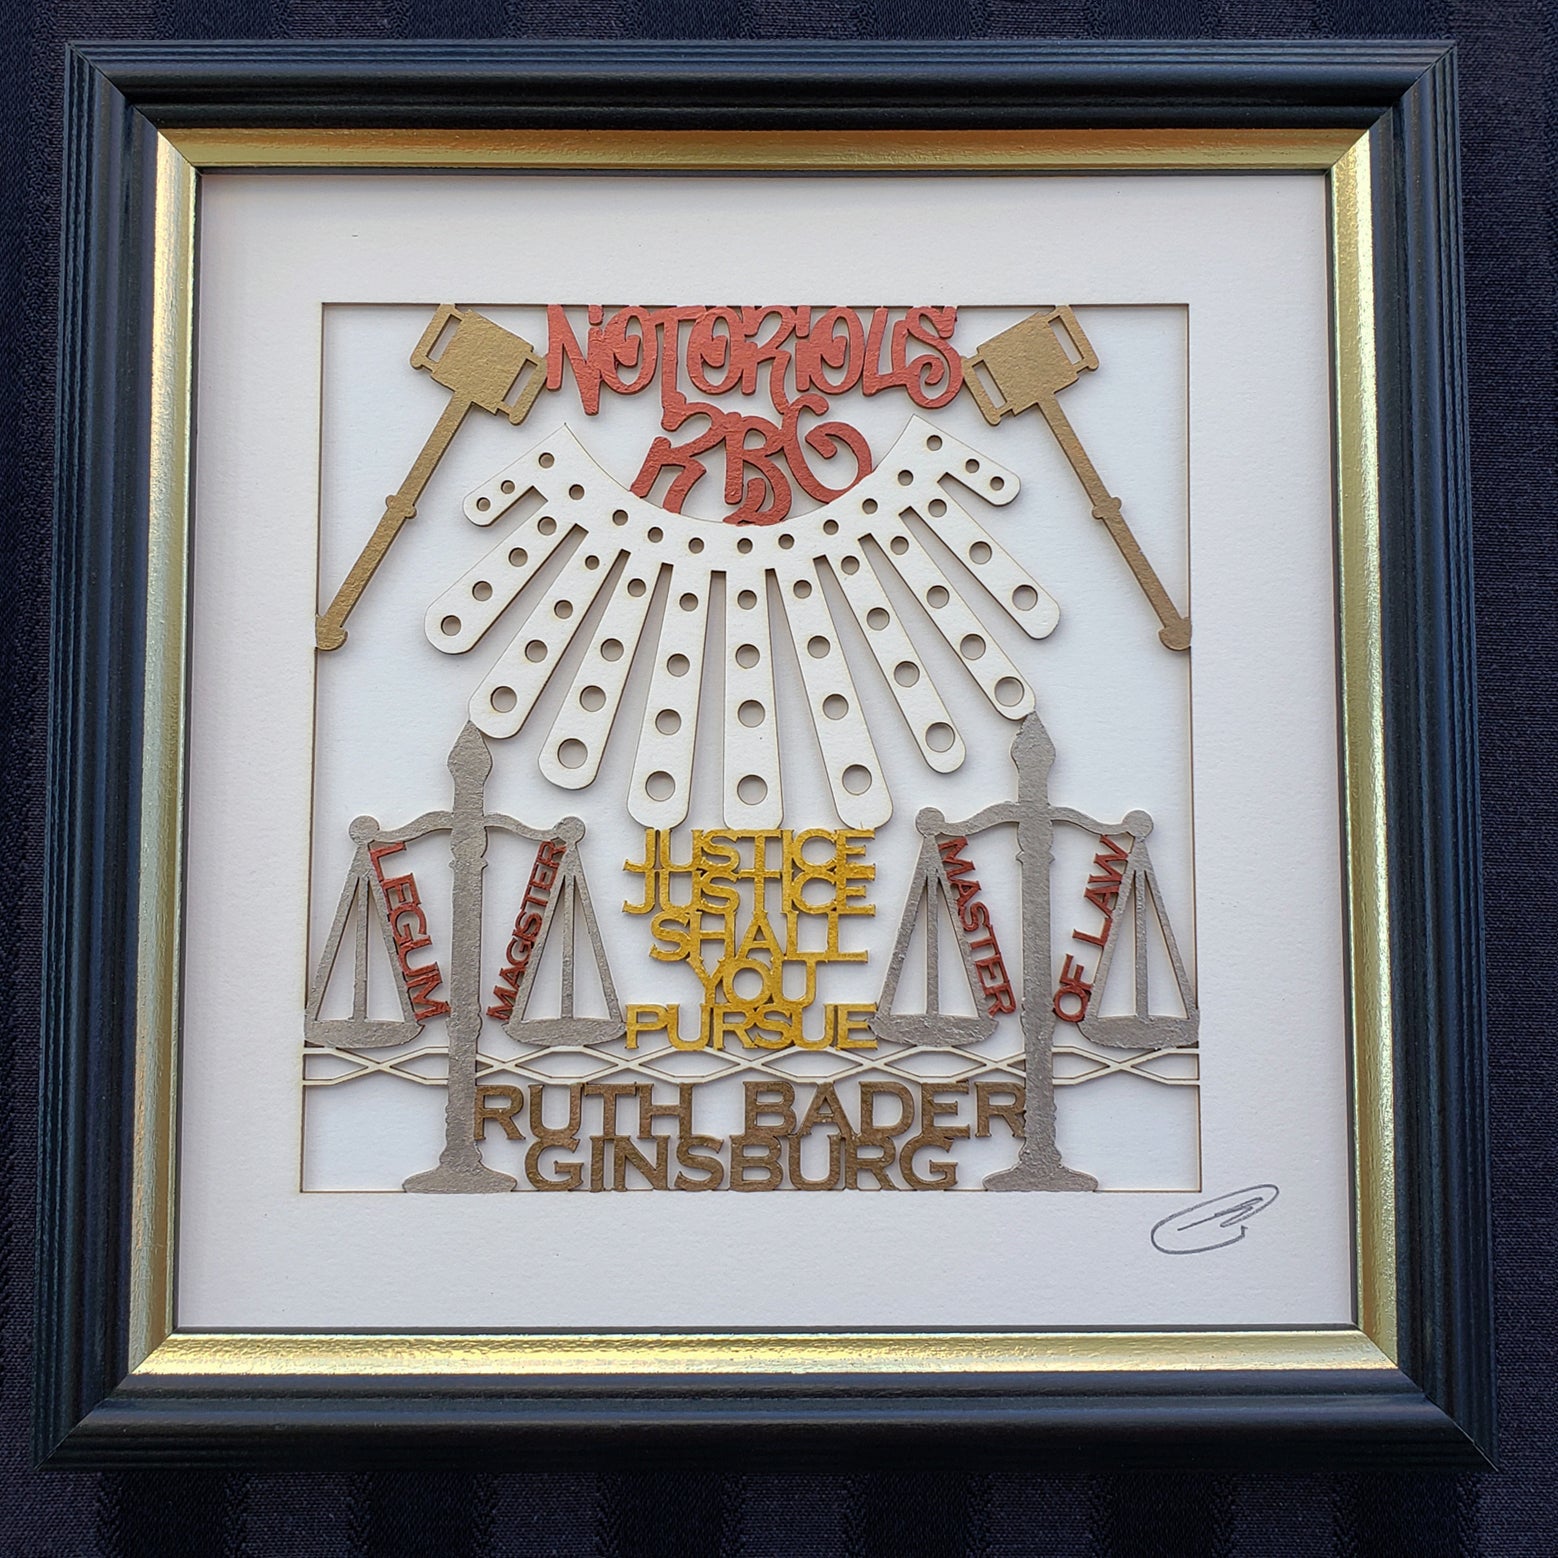 NOTORIOUS
RBG
JUSTICE
JUSTICE
SHALL
YOU
PURSUE
LEGUM
MAGISTER
MASTER
OF LAW
RUTH BADER
GINSBURG